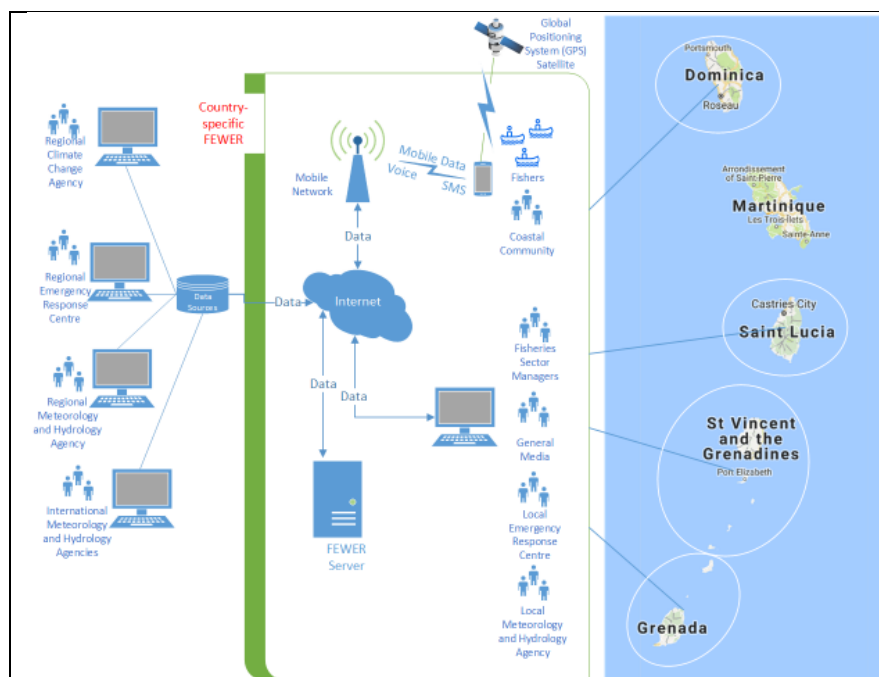 Global
Positioning
System (GPS)
Satellite
Country-
specific
FEWER
Regional
Climate
Change
Agency
Regional
Emergency
Response
Centre
Regional
Meteorology
and Hydrology
Agency
International
Meteorology
and Hydrology
Agencies
Data
Sources
Data
Mobile
Network
Mobile Data
Voice
SMS
Data
Internet
Data
Data
FEWER
Server
Fishers
Coastal
Community
Fisheries
Sector
Managers
General
Media
Local
Emergency
Response
Centre
Local
Meteorology
and Hydrology
Agency
Portsmouth
Dominica
Roseau
Arrondissement
of Saint-Pierre
Martinique
Les Trois-Îlets
Sainte-Anne
Castries City
Saint Lucia
St Vincent
and the
Grenadines
Port Elizabeth
Grenada